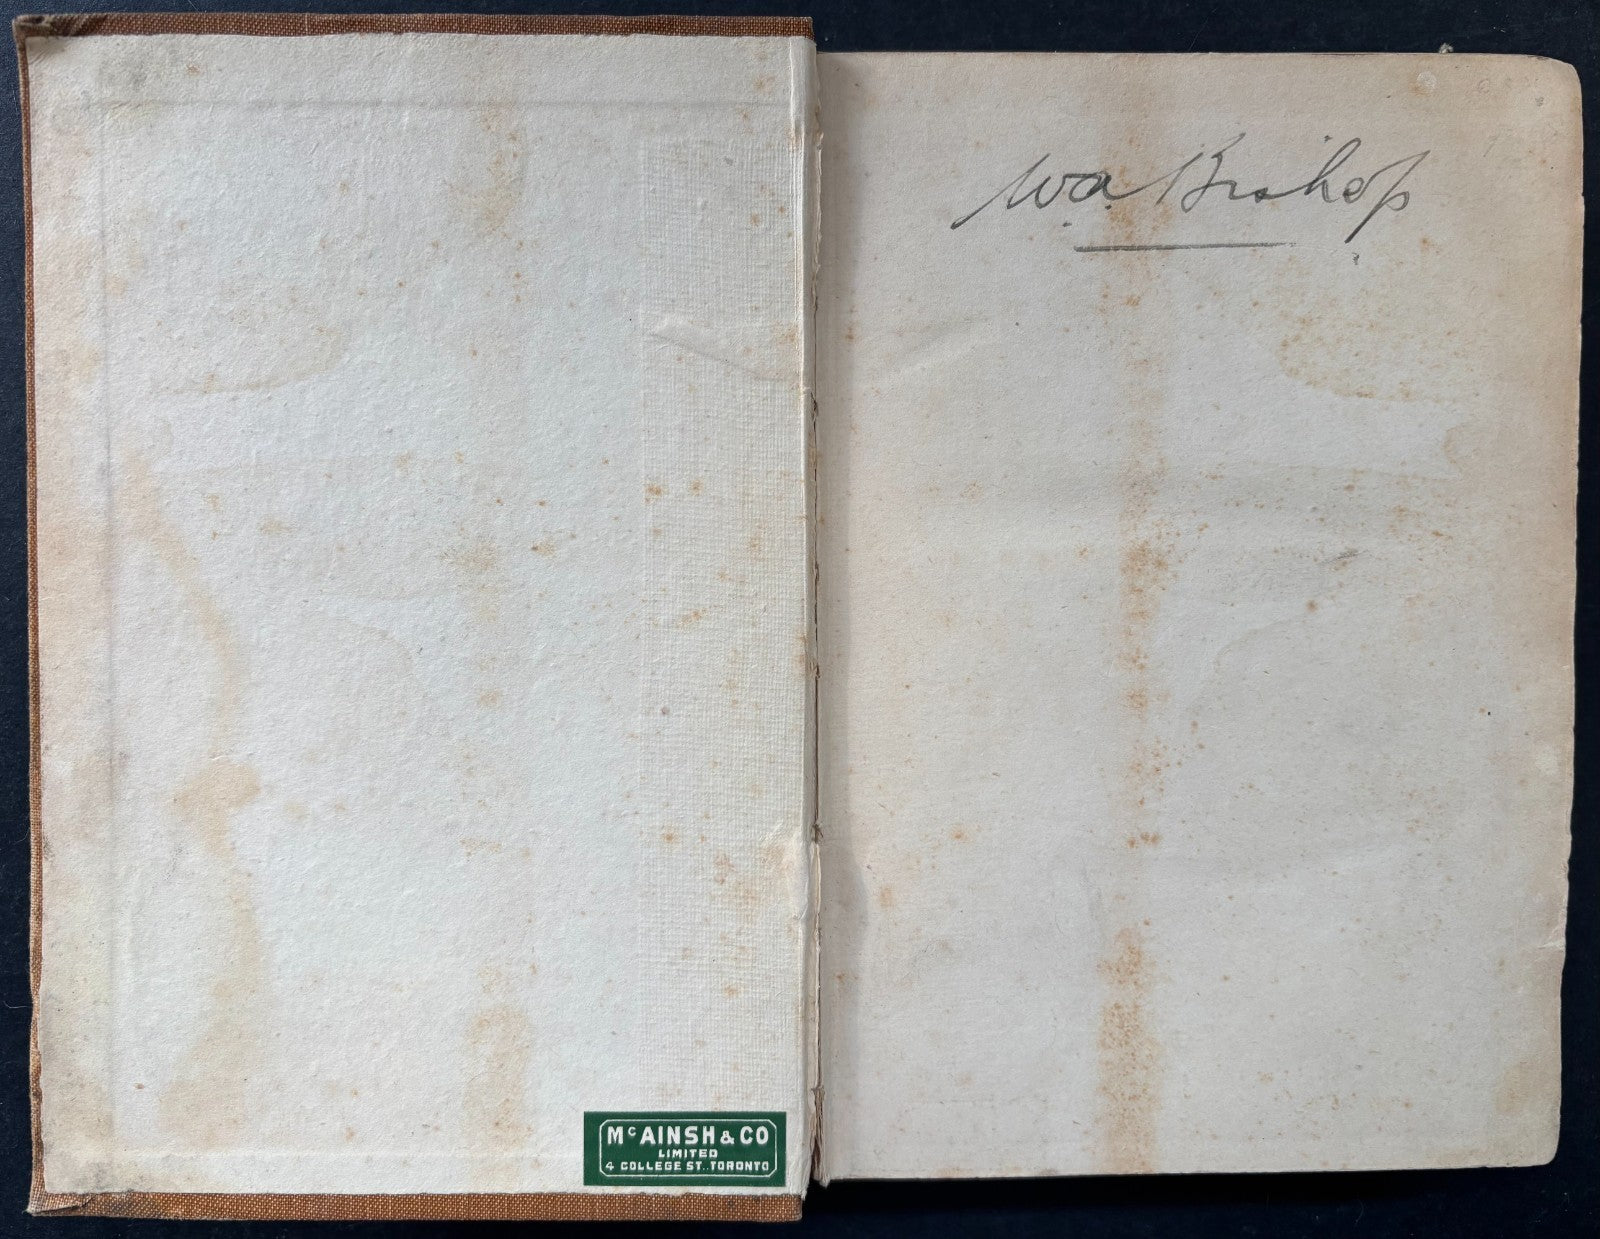 McAINSH & CO
LIMITED
4 COLLEGE ST. TORONTO
W.A. Bishop